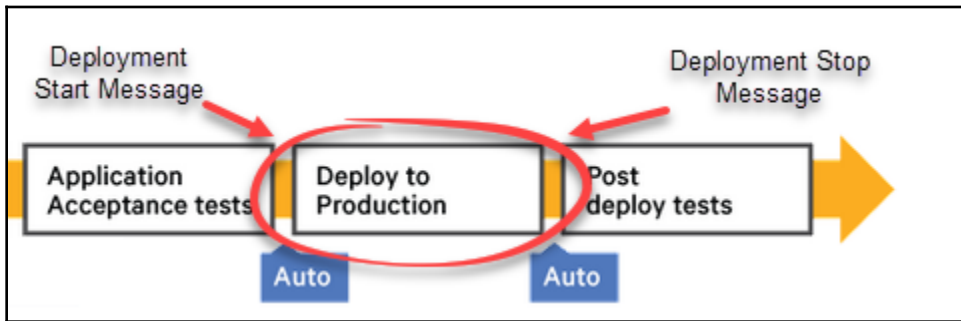 Deployment
Start Message
Deployment Stop
Message
Application
Acceptance tests
Deploy to
Production
Post
deploy tests
Auto
Auto